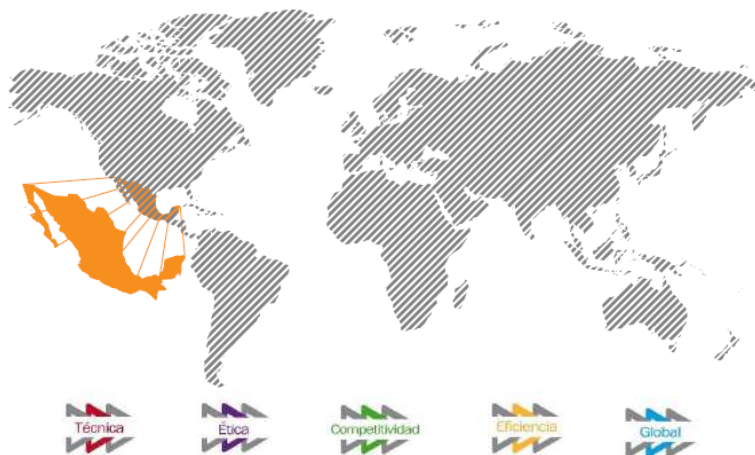 Técnica
Ética
Competitividad
Eficiencia
Global